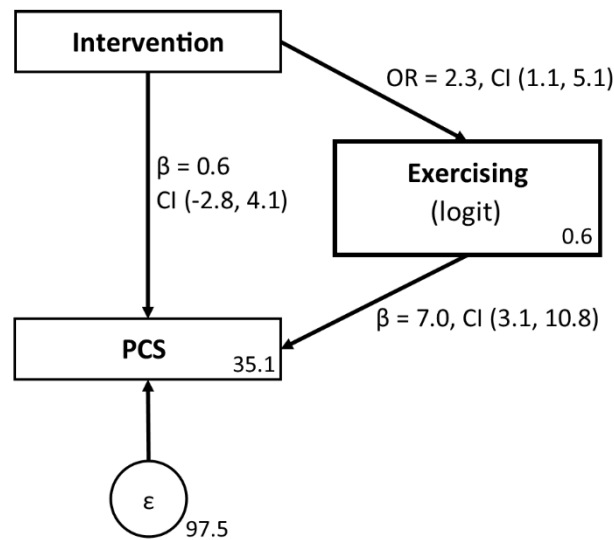 Intervention
OR = 2.3, CI (1.1, 5.1)
β = 0.6
CI (-2.8, 4.1)
Exercising
(logit)
0.6
β = 7.0, CI (3.1, 10.8)
PCS
35.1
ε
97.5